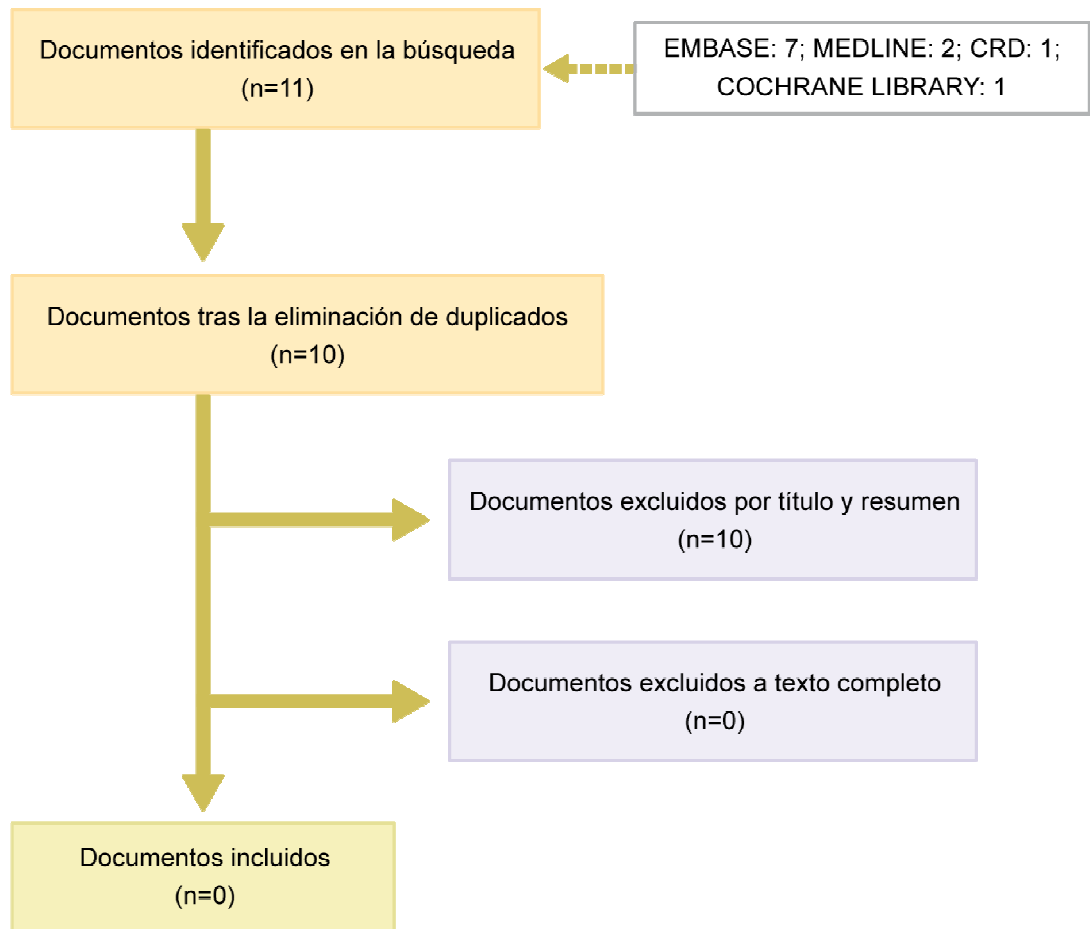 Documentos identificados en la búsqueda
(n=11)
EMBASE: 7; MEDLINE: 2; CRD: 1;
COCHRANE LIBRARY: 1
Documentos tras la eliminación de duplicados
(n=10)
Documentos excluidos por título y resumen
(n=10)
Documentos excluidos a texto completo
(n=0)
Documentos incluidos
(n=0)